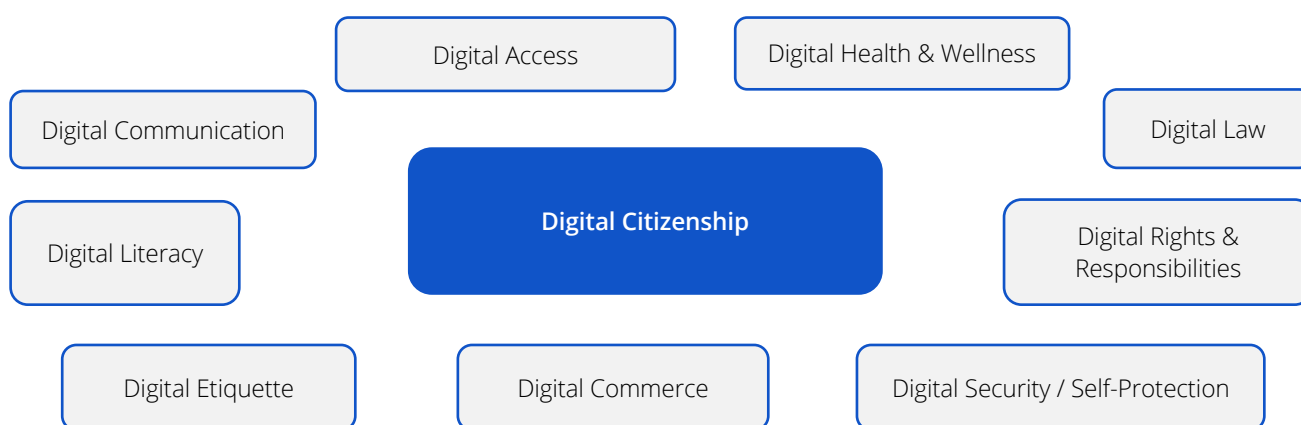 Digital Access
Digital Health & Wellness
Digital Communication
Digital Law
Digital Citizenship
Digital Literacy
Digital Rights &
Responsibilities
Digital Etiquette
Digital Commerce
Digital Security / Self-Protection